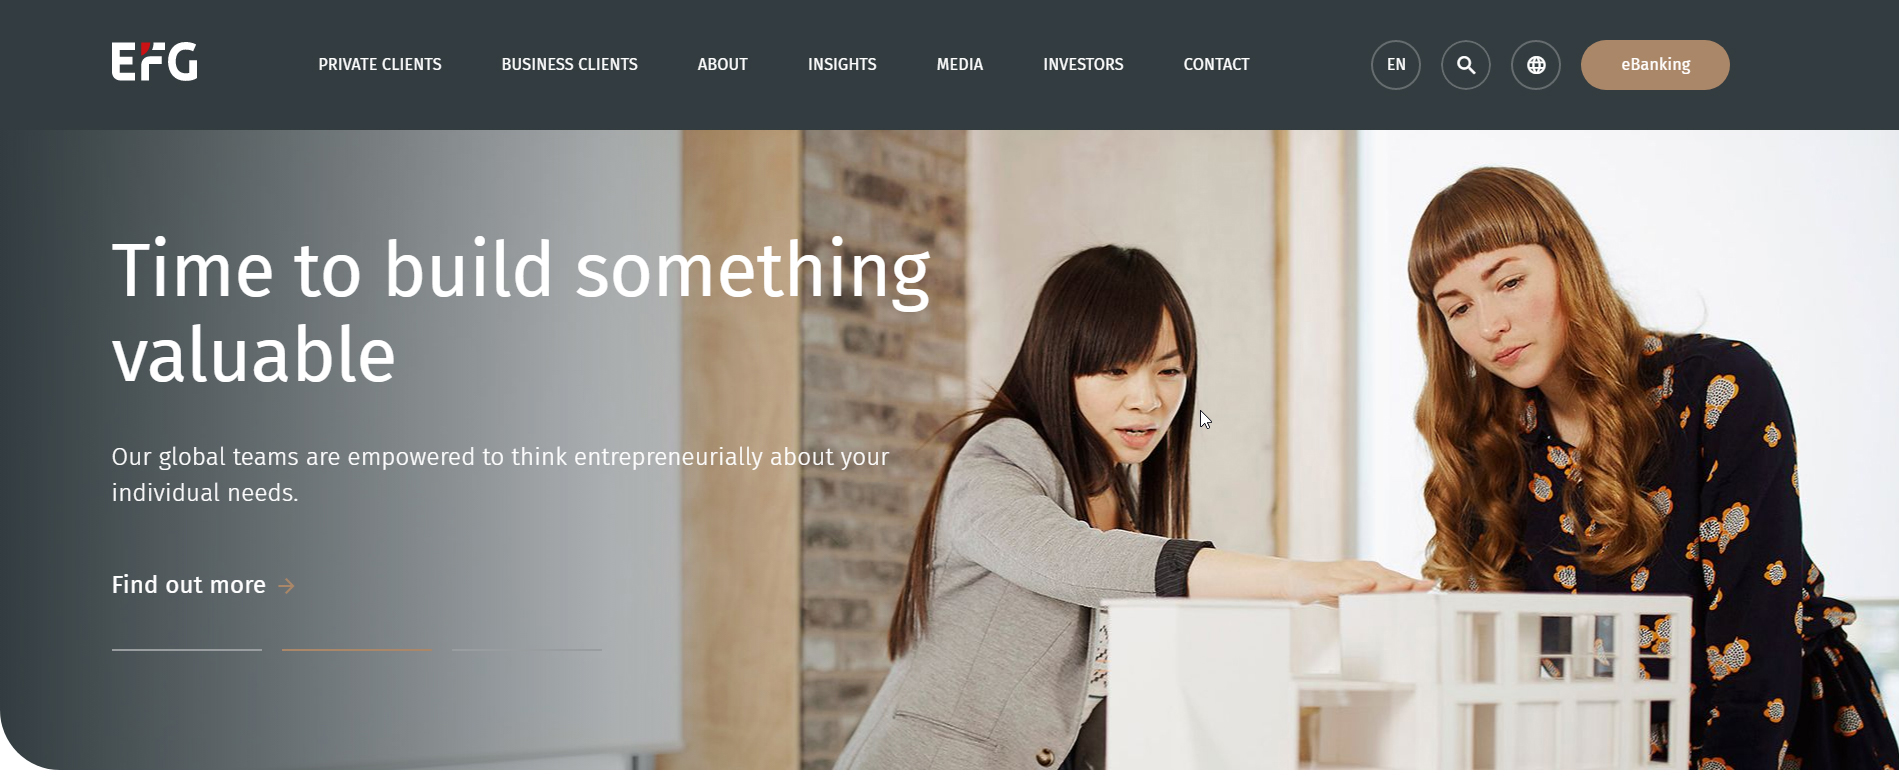 EFG
PRIVATE CLIENTS
BUSINESS CLIENTS
ABOUT
INSIGHTS
MEDIA
INVESTORS
CONTACT
EN
eBanking
Time to build something
valuable
Our global teams are empowered to think entrepreneurially about your
individual needs.
Find out more